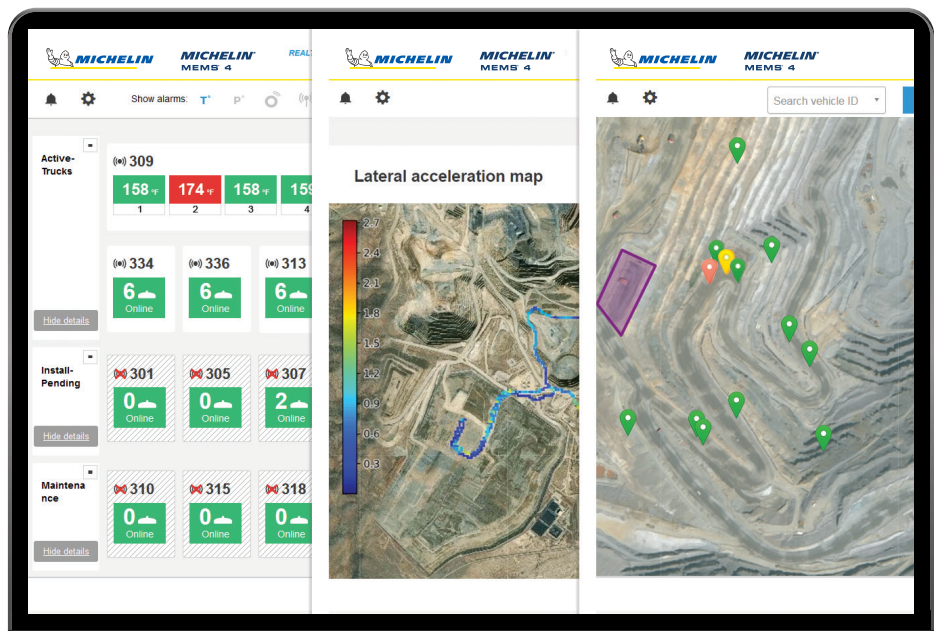 MICHELIN
MICHELIN
MEMS® 4
Show alarms: T° P°
Active-
Trucks
309
158 °F
174 °F
158 °F
1
2
3
4
334
336
313
6
6
6
Online
Online
Online
Hide details
Install-
Pending
301
305
307
0
0
2
Online
Online
Online
Hide details
Maintena
nce
310
315
318
0
0
0
Online
Online
Online
Hide details
MICHELIN
MICHELIN
MEMS® 4
Lateral acceleration map
2.7
2.4
2.1
1.8
1.5
1.2
0.9
0.6
0.3
MICHELIN
MICHELIN
MEMS® 4
Search vehicle ID